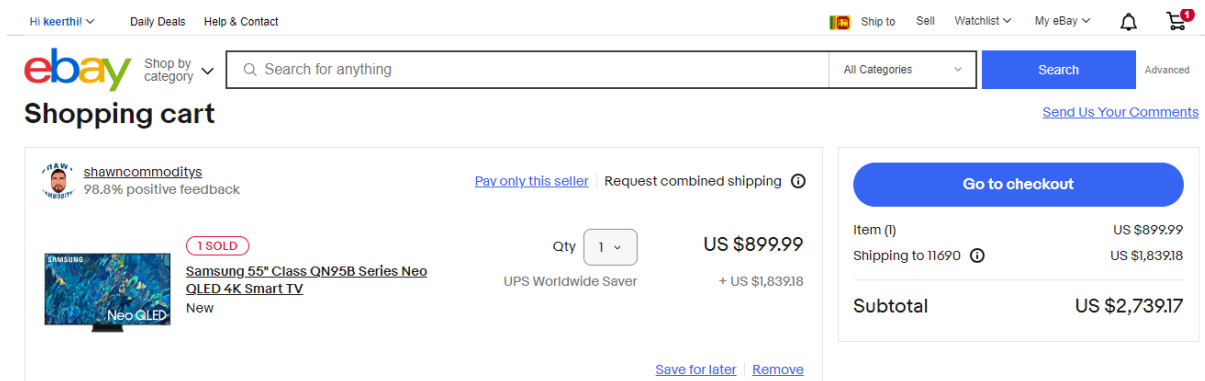 Hi keerthi! Daily Deals Help & Contact Ship to Sell Watchlist My eBay 1
ebay Shop by category Search for anything All Categories Search Advanced
Shopping cart Send Us Your Comments
shawncommoditys
98.8% positive feedback
Pay only this seller Request combined shipping
Go to checkout
1 SOLD
Samsung 55" Class QN95B Series Neo
QLED 4K Smart TV
New
SAMSUNG
Neo QLED
Qty 1 US $899.99
UPS Worldwide Saver + US $1,839.18
Item (1) US $899.99
Shipping to 11690 US $1,839.18
Subtotal US $2,739.17
Save for later Remove